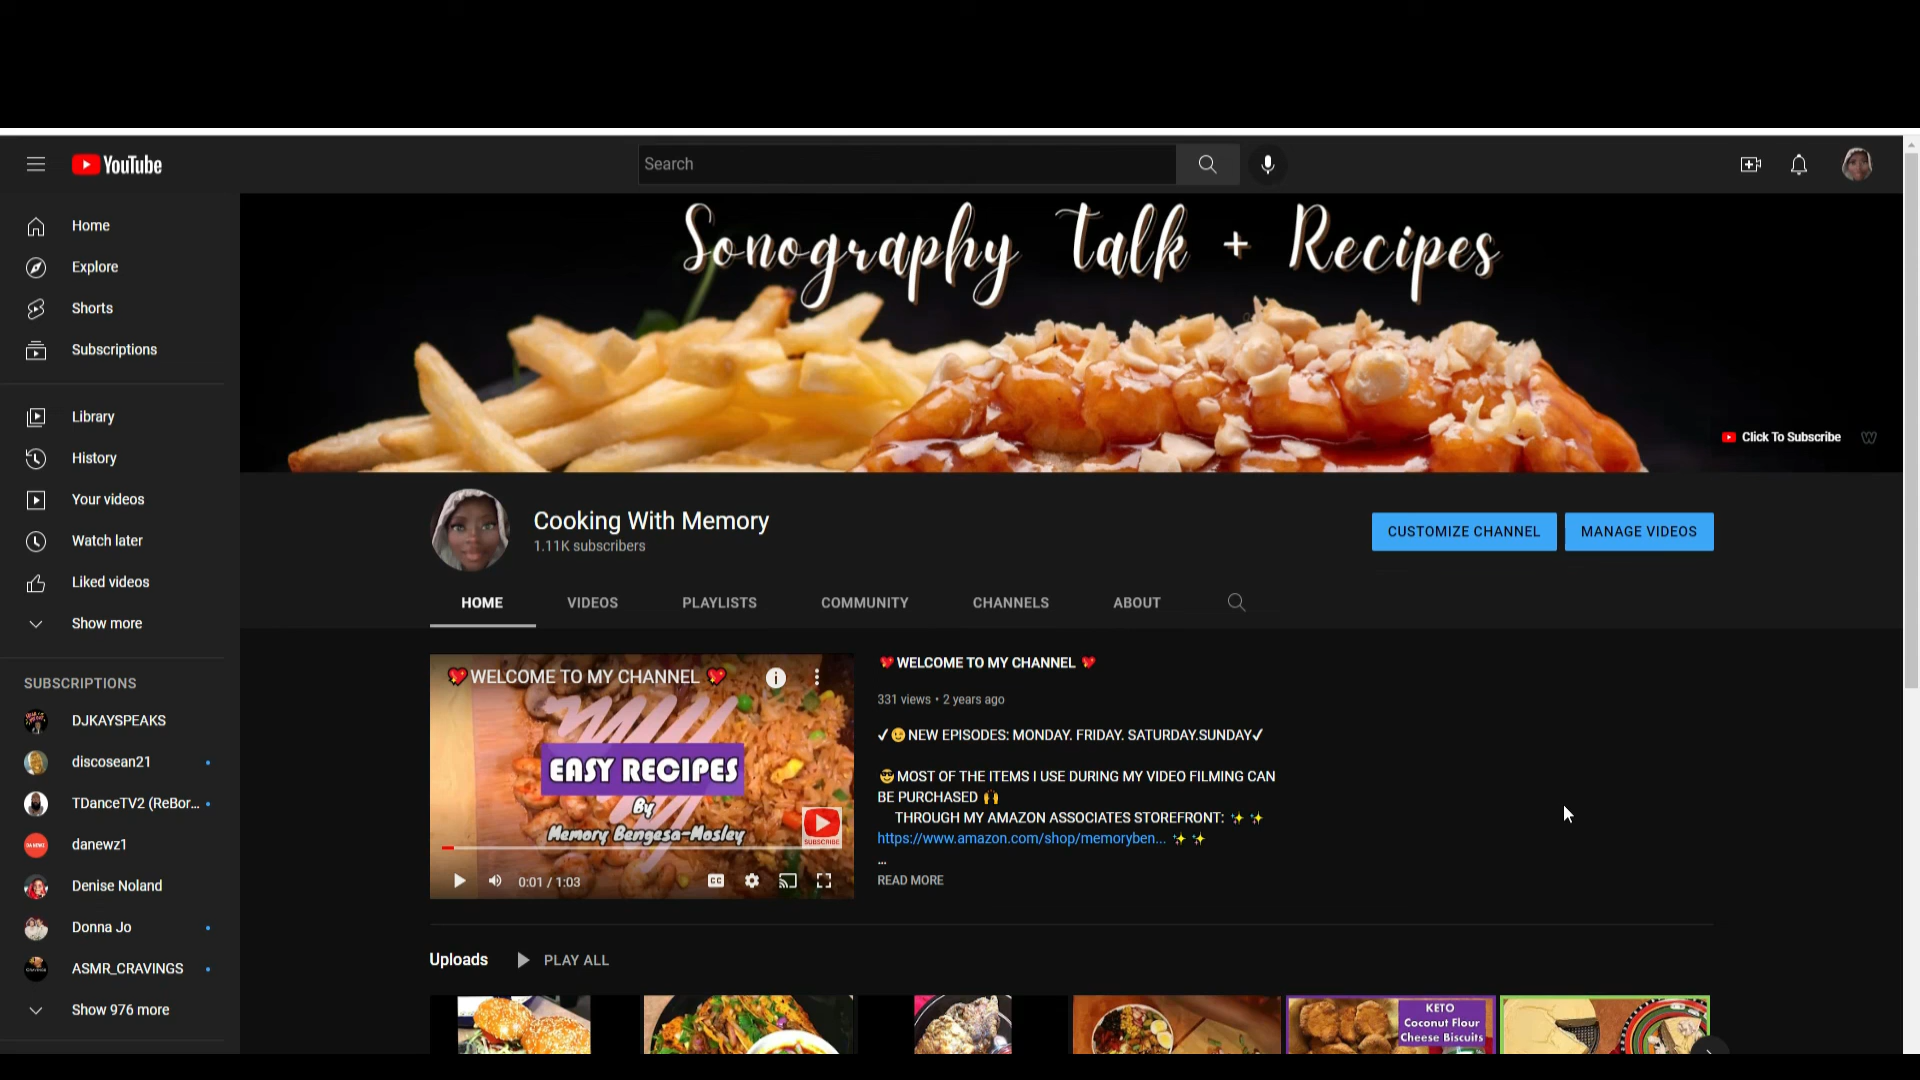 YouTube
Search
Home
Explore
Shorts
Subscriptions
Library
History
Your videos
Watch later
Liked videos
Show more
SUBSCRIPTIONS
DJKAYSPEAKS
discosean21
TDanceTV2 (ReBor...
danewz1
Denise Noland
Donna Jo
ASMR_CRAVINGS
Show 976 more
Sonography Talk + Recipes
Click To Subscribe
Cooking With Memory
1.11K subscribers
CUSTOMIZE CHANNEL
MANAGE VIDEOS
HOME VIDEOS PLAYLISTS COMMUNITY CHANNELS ABOUT
💖WELCOME TO MY CHANNEL 💖
EASY RECIPES
By
Memory Bengesa-Mosley
SUBSCRIBE
0:01 / 1:03
CC
💖WELCOME TO MY CHANNEL 💖
331 views • 2 years ago
✓😉NEW EPISODES: MONDAY. FRIDAY. SATURDAY.SUNDAY✓
😎MOST OF THE ITEMS I USE DURING MY VIDEO FILMING CAN
BE PURCHASED 🙌
THROUGH MY AMAZON ASSOCIATES STOREFRONT: ✨ ✨
https://www.amazon.com/shop/memoryben... ✨ ✨
...
READ MORE
Uploads
PLAY ALL
KETO
Coconut Flour
Cheese Biscuits